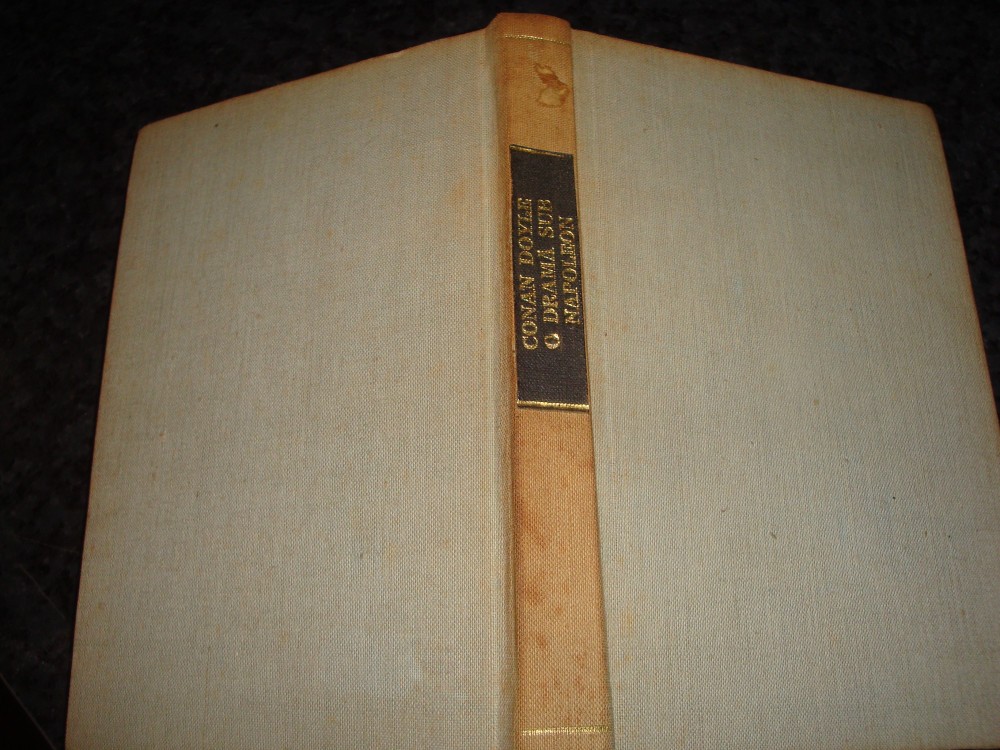 CONAN DOYLE
O DRAMĂ SUB
NAPOLEON